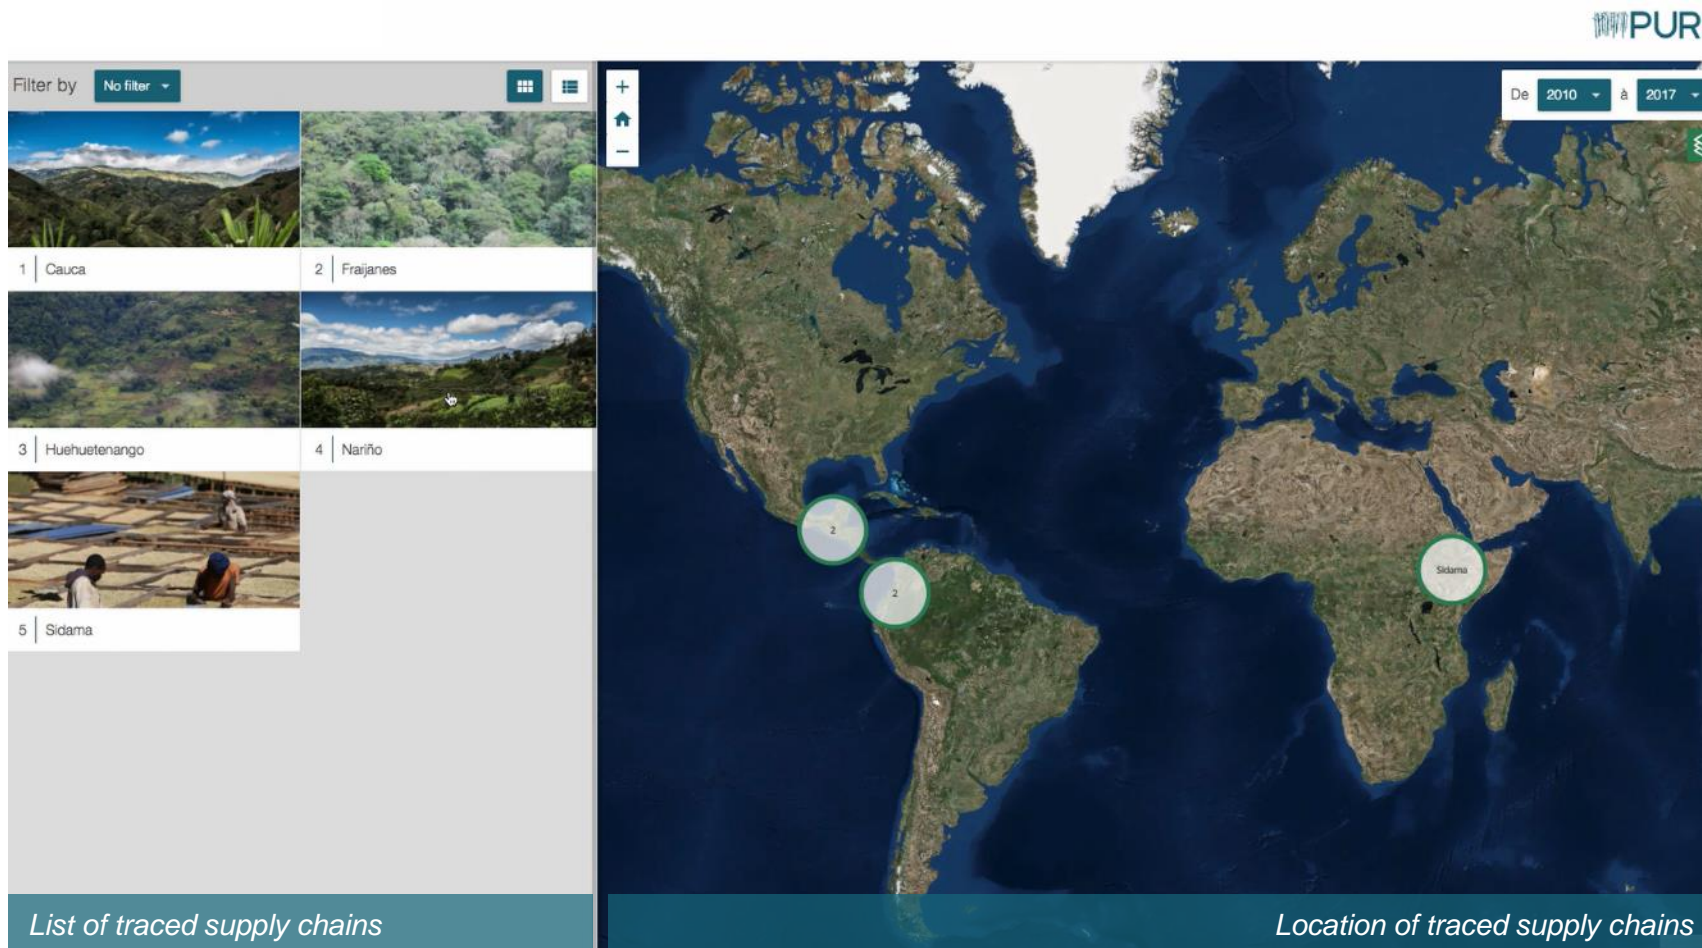 PUR
Filter by No filter
De 2010 à 2017
1 Cauca
2 Fraijanes
3 Huehuetenango
4 Nariño
5 Sidama
2
2
Sidama
List of traced supply chains
Location of traced supply chains